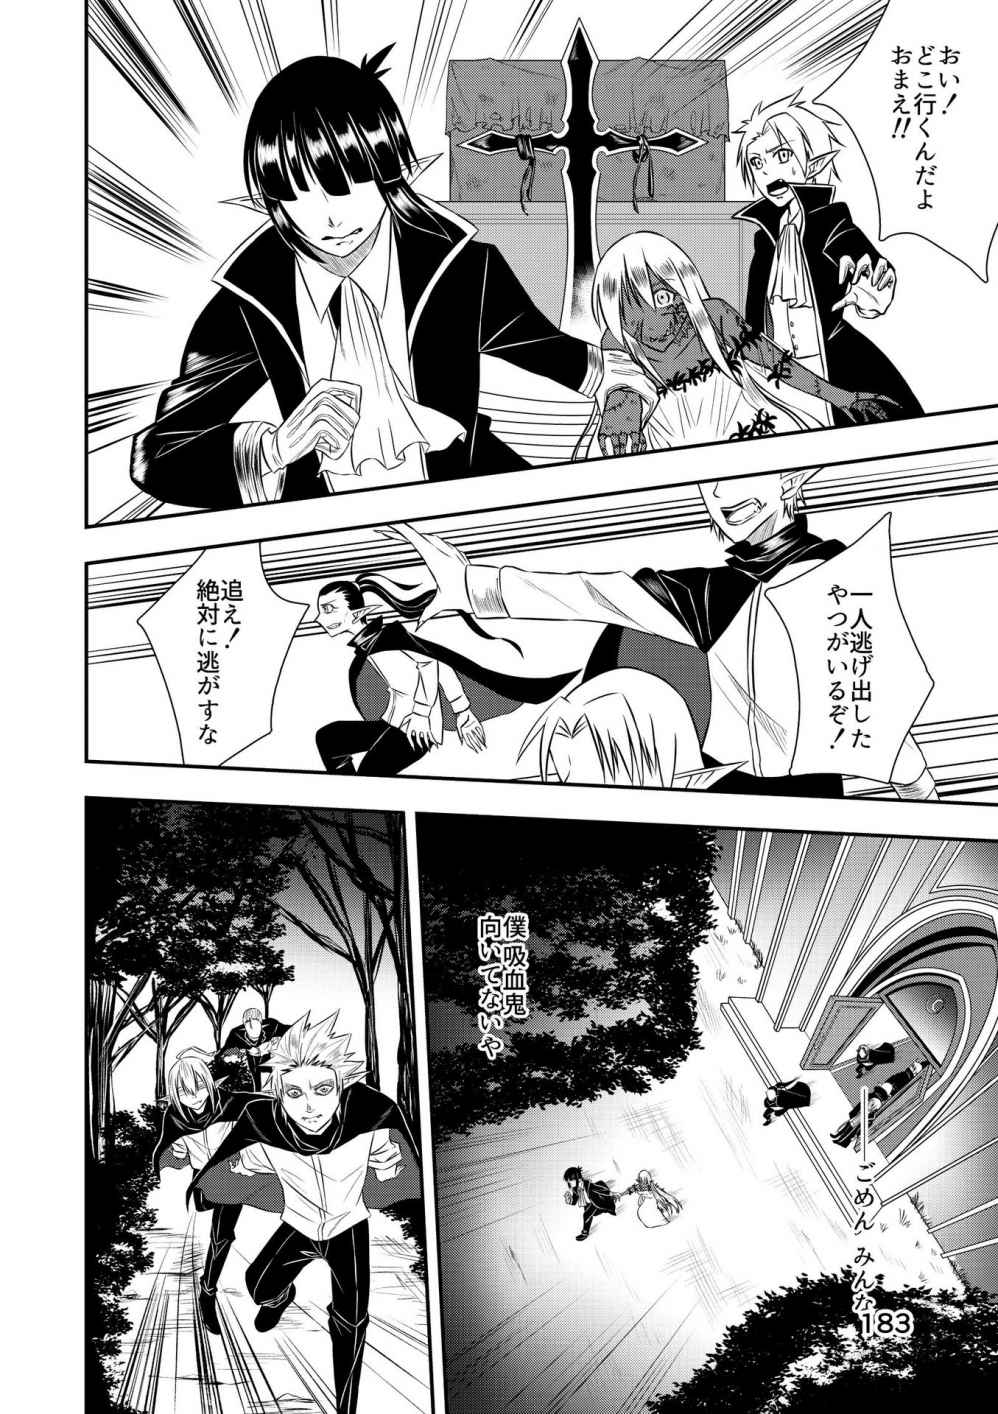 おい！
どこ行くんだよ
おまえ!!
一人逃げ出した
やつがいるぞ！
追え！
絶対に逃がすな
――ごめん みんな
僕吸血鬼
向いてないや
183